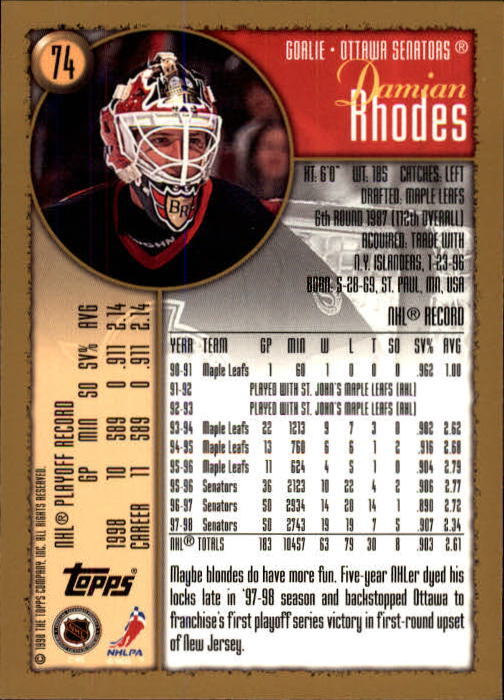 74
GOALIE • OTTAWA SENATORS ®
Damian
Rhodes
HT: 6'0" WT: 185 CATCHES: LEFT
DRAFTED: MAPLE LEAFS
6th ROUND 1987 (112th OVERALL)
ACQUIRED: TRADE WITH
N.Y. ISLANDERS, 1-23-96
BORN: 5-28-69, ST. PAUL, MN, USA
NHL® RECORD
YEAR TEAM GP MIN W L T SO SV% AVG
90-91 Maple Leafs 1 60 1 0 0 0 .962 1.00
91-92 PLAYED WITH ST. JOHN'S MAPLE LEAFS (AHL)
92-93 PLAYED WITH ST. JOHN'S MAPLE LEAFS (AHL)
93-94 Maple Leafs 22 1213 9 7 3 0 .902 2.62
94-95 Maple Leafs 13 760 6 6 1 2 .916 2.68
95-96 Maple Leafs 11 624 4 5 1 0 .904 2.79
95-96 Senators 36 2123 10 22 4 2 .906 2.77
96-97 Senators 50 2934 14 20 14 1 .890 2.72
97-98 Senators 50 2743 19 19 7 5 .907 2.34
NHL® TOTALS 183 10457 63 79 30 8 .903 2.61
Maybe blondes do have more fun. Five-year NHLer dyed his
locks late in '97-98 season and backstopped Ottawa to
franchise's first playoff series victory in first-round upset
of New Jersey.
NHL® PLAYOFF RECORD
GP MIN SO SV% AVG
1998 10 589 0 .911 2.14
CAREER 11 589 0 .911 2.14
© 1998 THE TOPPS COMPANY, INC. ALL RIGHTS RESERVED.
Topps®
NHL
NHLPA
BR